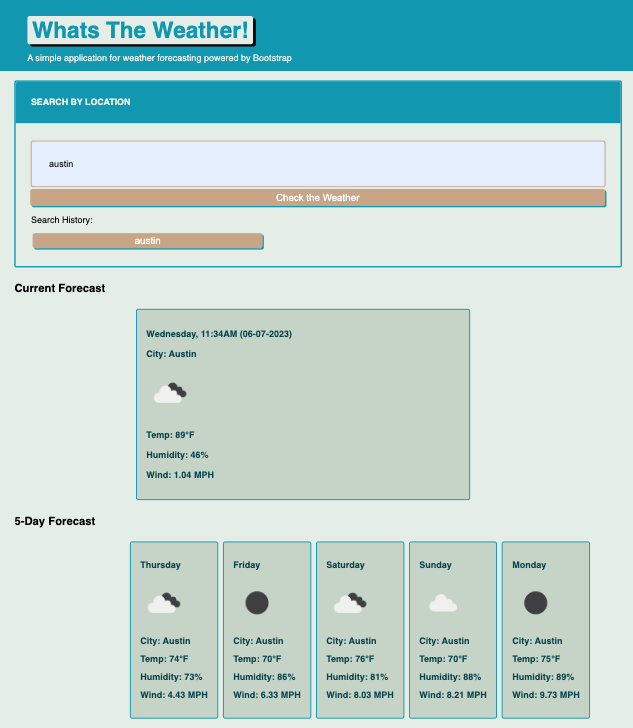 Whats The Weather!
A simple application for weather forecasting powered by Bootstrap
SEARCH BY LOCATION
austin
Check the Weather
Search History:
austin
Current Forecast
Wednesday, 11:34AM (06-07-2023)
City: Austin
Temp: 89°F
Humidity: 46%
Wind: 1.04 MPH
5-Day Forecast
Thursday
City: Austin
Temp: 74°F
Humidity: 73%
Wind: 4.43 MPH
Friday
City: Austin
Temp: 70°F
Humidity: 86%
Wind: 6.33 MPH
Saturday
City: Austin
Temp: 76°F
Humidity: 81%
Wind: 8.03 MPH
Sunday
City: Austin
Temp: 70°F
Humidity: 88%
Wind: 8.21 MPH
Monday
City: Austin
Temp: 75°F
Humidity: 89%
Wind: 9.73 MPH